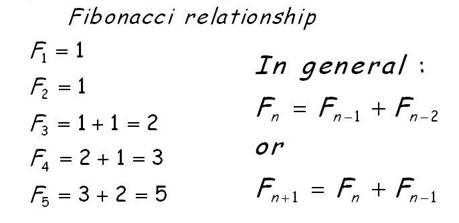 Fibonacci relationship
F₁ = 1
F₂ = 1
F₃ = 1 + 1 = 2
F₄ = 2 + 1 = 3
F₅ = 3 + 2 = 5
In general :
Fₙ = Fₙ₋₁ + Fₙ₋₂
or
Fₙ₊₁ = Fₙ + Fₙ₋₁